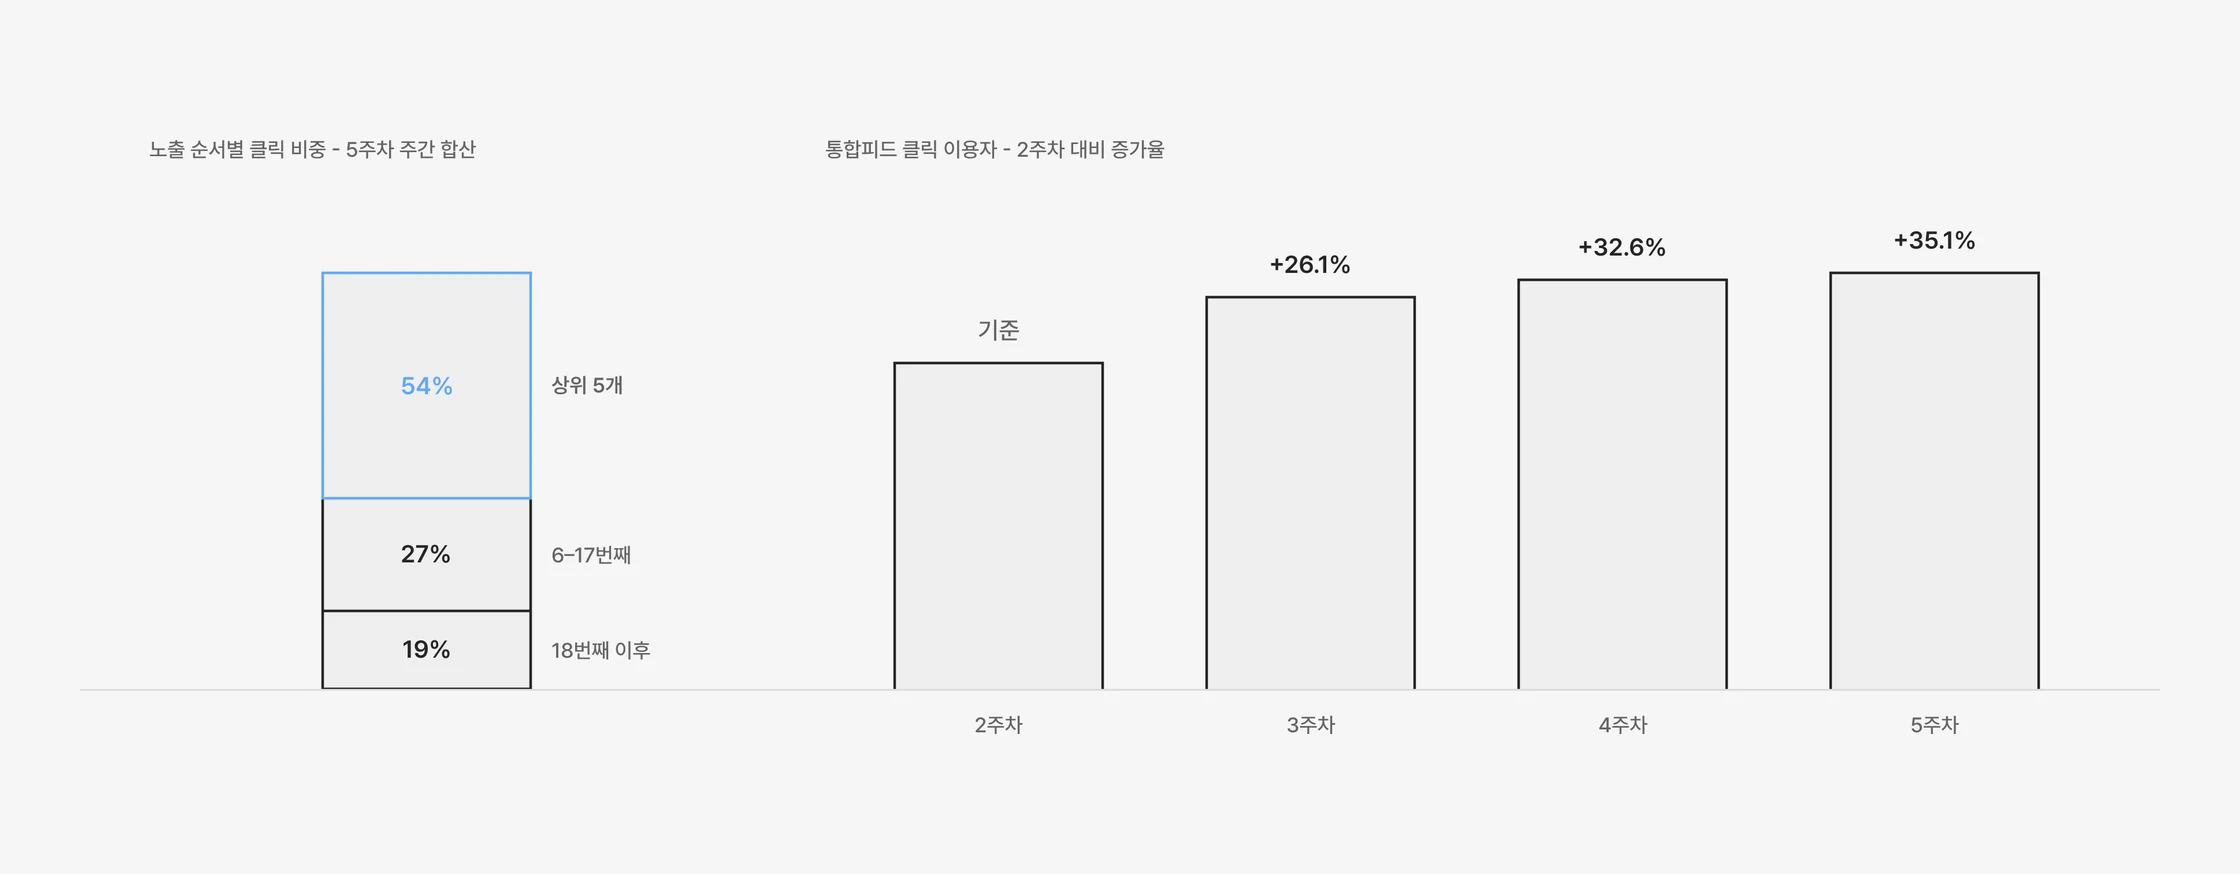 노출 순서별 클릭 비중 - 5주차 주간 합산
54%
상위 5개
27%
6–17번째
19%
18번째 이후
통합피드 클릭 이용자 - 2주차 대비 증가율
기준
+26.1%
+32.6%
+35.1%
2주차
3주차
4주차
5주차